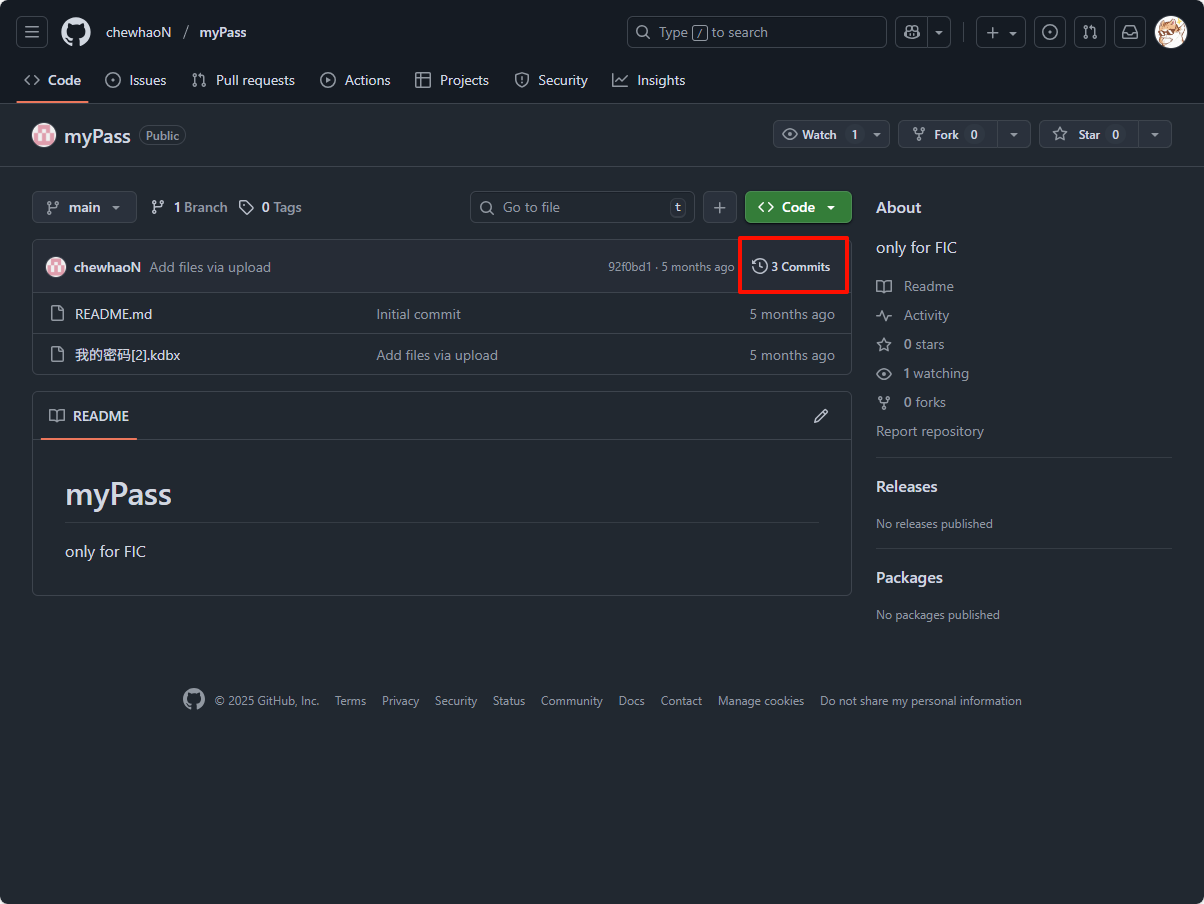 chewhaoN / myPass
Type / to search
Code Issues Pull requests Actions Projects Security Insights
myPass Public
Watch 1
Fork 0
Star 0
main
1 Branch
0 Tags
Go to file t
Code
chewhaoN Add files via upload 92f0bd1 · 5 months ago 3 Commits
README.md Initial commit 5 months ago
我的密码[2].kdbx Add files via upload 5 months ago
README
myPass
only for FIC
About
only for FIC
Readme
Activity
0 stars
1 watching
0 forks
Report repository
Releases
No releases published
Packages
No packages published
© 2025 GitHub, Inc. Terms Privacy Security Status Community Docs Contact Manage cookies Do not share my personal information